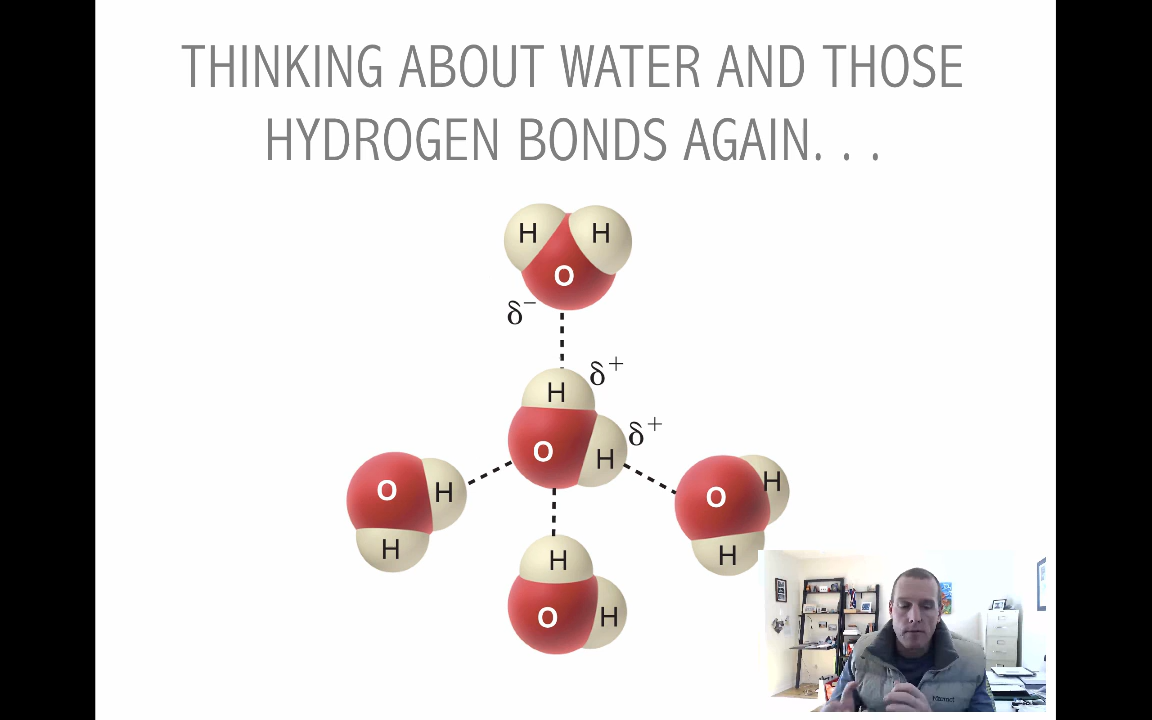 THINKING ABOUT WATER AND THOSE
HYDROGEN BONDS AGAIN. . .
H H
O
δ−
δ+
H
δ+
O
H
O
H
H
O
H
H
H
O
H